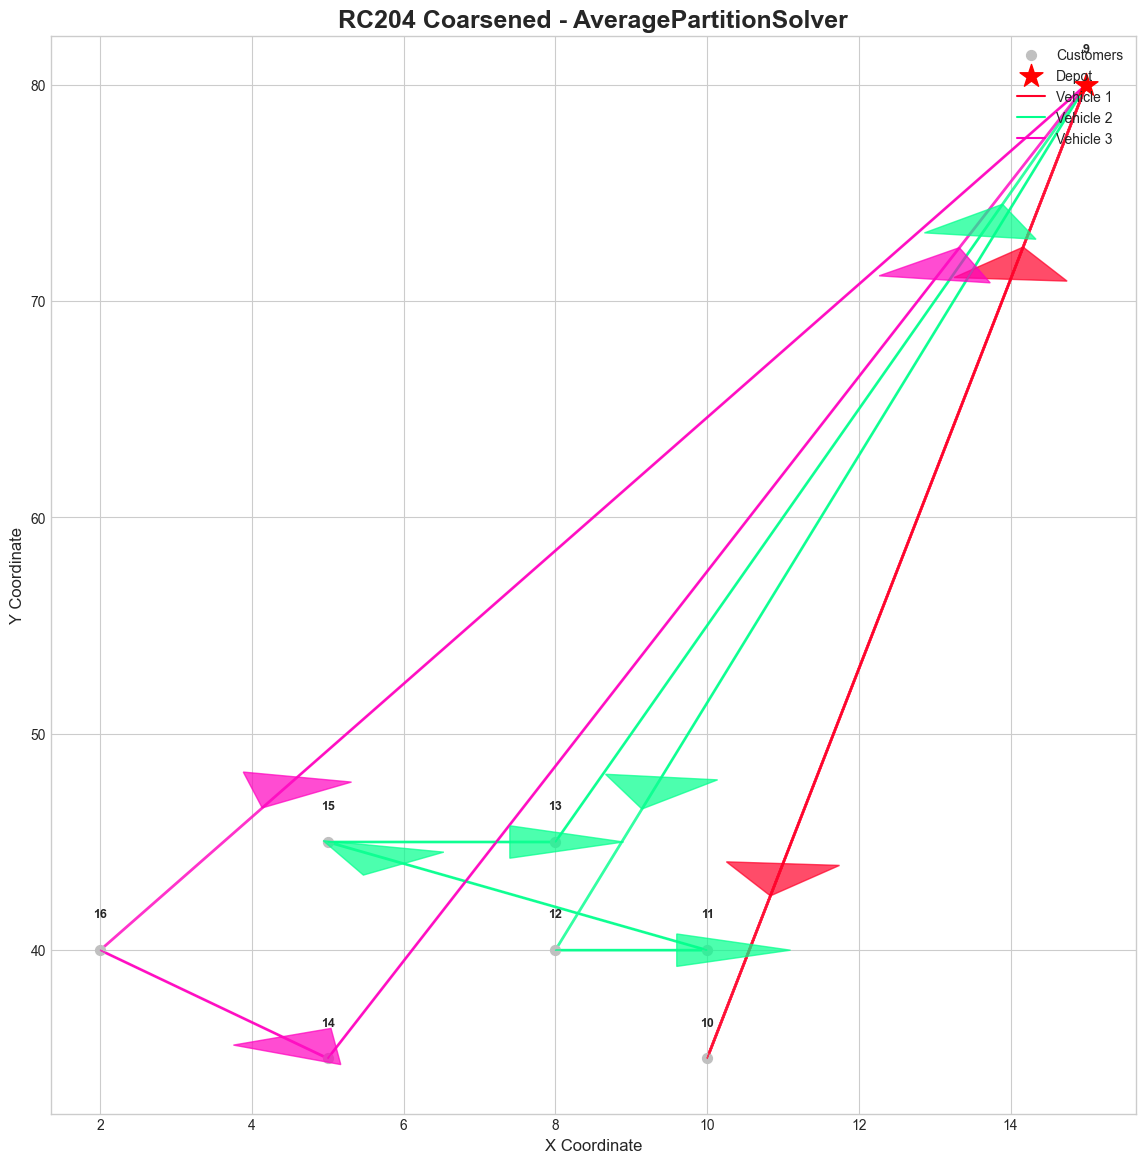 RC204 Coarsened - AveragePartitionSolver
9
Customers
Depot
Vehicle 1
Vehicle 2
Vehicle 3
80
70
60
50
40
Y Coordinate
15
13
16
12
11
14
10
2
4
6
8
10
12
14
X Coordinate